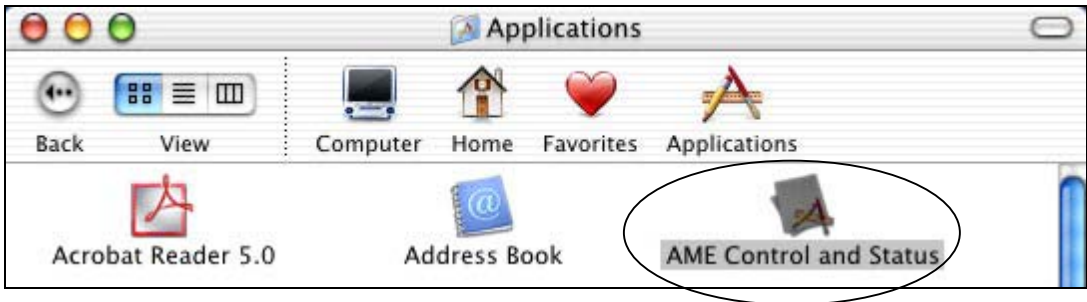 Applications
Back View Computer Home Favorites Applications
@
Acrobat Reader 5.0 Address Book AME Control and Status